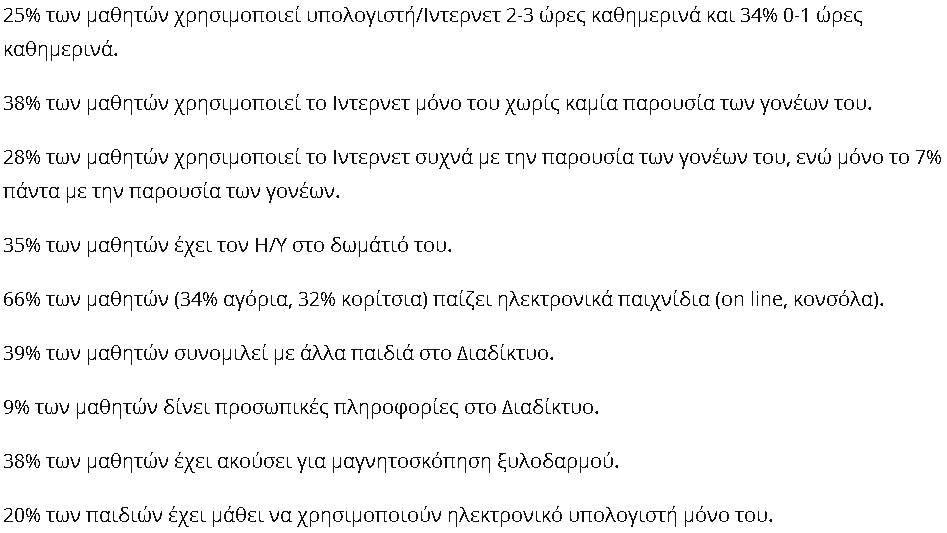 25% των μαθητών χρησιμοποιεί υπολογιστή/Ιντερνετ 2-3 ώρες καθημερινά και 34% 0-1 ώρες
καθημερινά.
38% των μαθητών χρησιμοποιεί το Ιντερνετ μόνο του χωρίς καμία παρουσία των γονέων του.
28% των μαθητών χρησιμοποιεί το Ιντερνετ συχνά με την παρουσία των γονέων του, ενώ μόνο το 7%
πάντα με την παρουσία των γονέων.
35% των μαθητών έχει τον Η/Υ στο δωμάτιό του.
66% των μαθητών (34% αγόρια, 32% κορίτσια) παίζει ηλεκτρονικά παιχνίδια (on line, κονσόλα).
39% των μαθητών συνομιλεί με άλλα παιδιά στο Διαδίκτυο.
9% των μαθητών δίνει προσωπικές πληροφορίες στο Διαδίκτυο.
38% των μαθητών έχει ακούσει για μαγνητοσκόπηση ξυλοδαρμού.
20% των παιδιών έχει μάθει να χρησιμοποιούν ηλεκτρονικό υπολογιστή μόνο του.